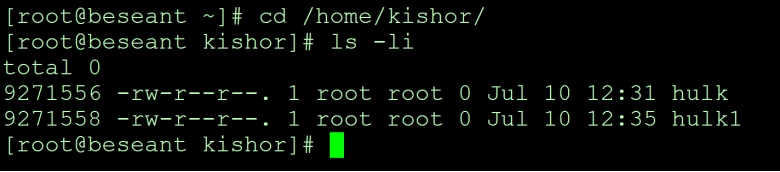 [root@beseant ~]# cd /home/kishor/
[root@beseant kishor]# ls -li
total 0
9271556 -rw-r--r--. 1 root root 0 Jul 10 12:31 hulk
9271558 -rw-r--r--. 1 root root 0 Jul 10 12:35 hulk1
[root@beseant kishor]#